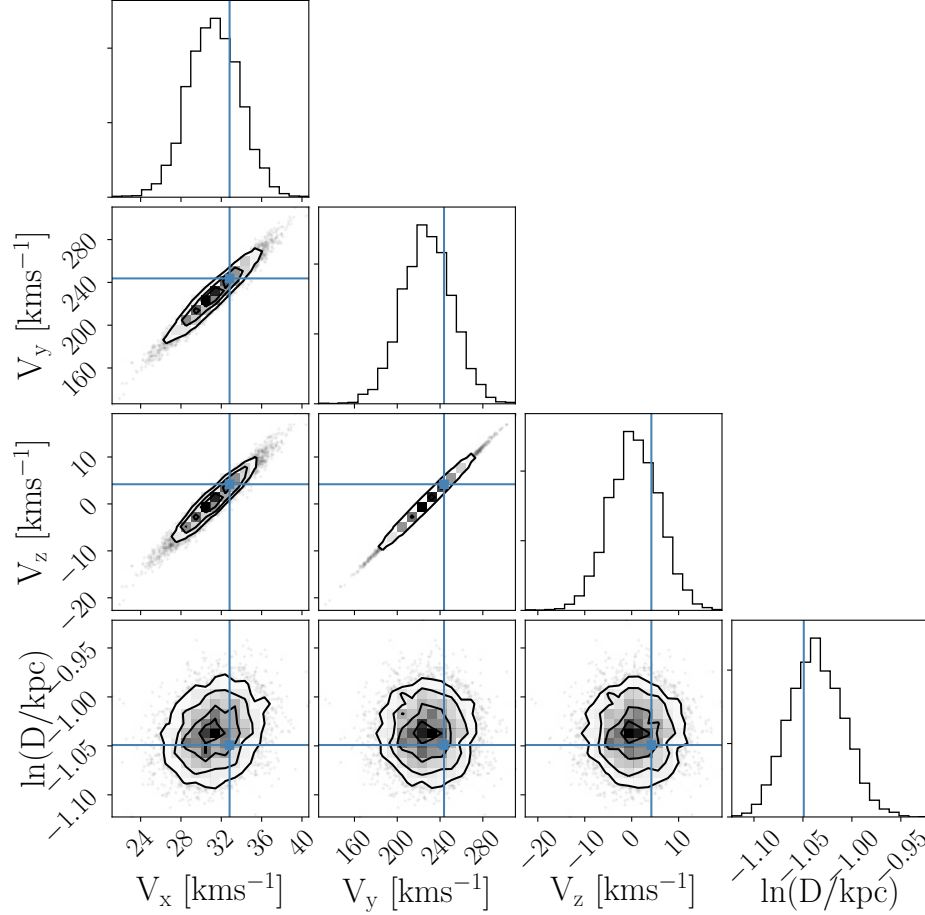 280
240
200
160
V_y [kms⁻¹]
10
0
−10
−20
V_z [kms⁻¹]
−0.95
−1.00
−1.05
−1.10
ln(D/kpc)
24 28 32 36 40
160 200 240 280
−20 −10 0 10
−1.10 −1.05 −1.00 −0.95
V_x [kms⁻¹] V_y [kms⁻¹] V_z [kms⁻¹] ln(D/kpc)